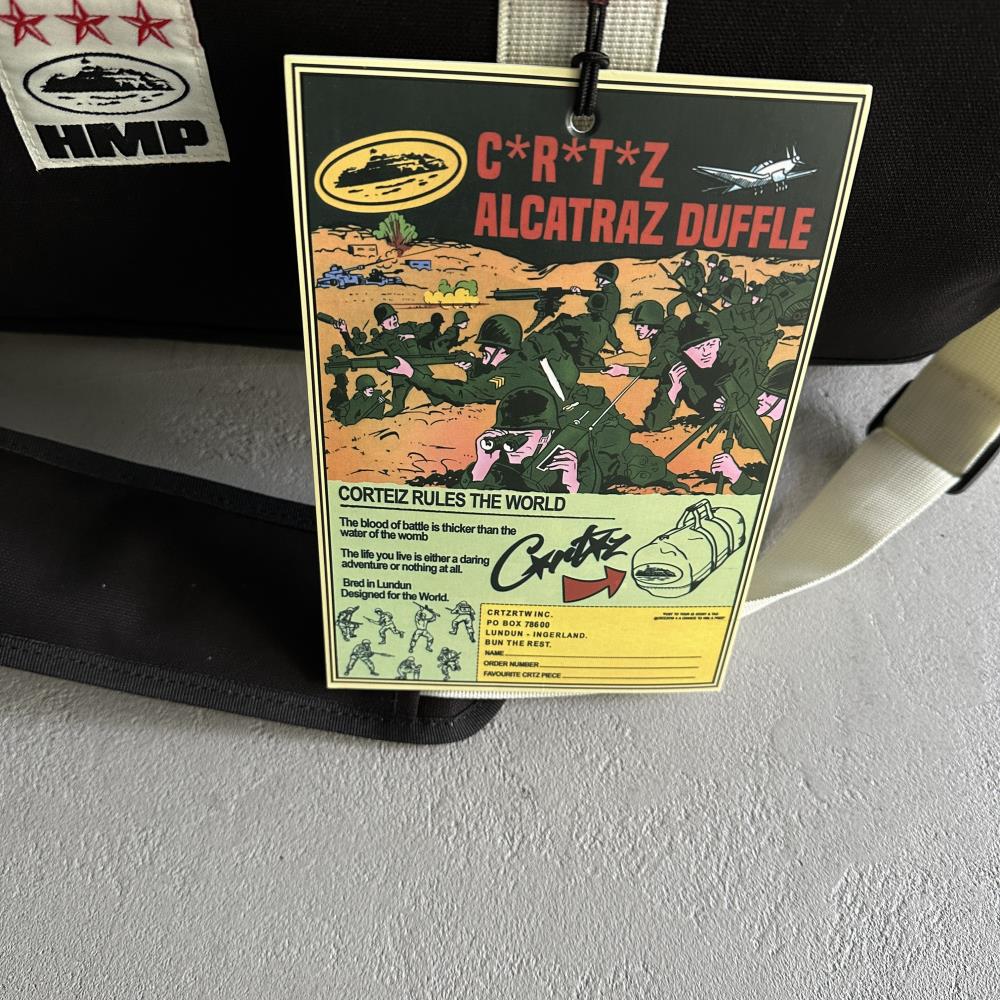 HMP
C*R*T*Z
ALCATRAZ DUFFLE
CORTEIZ RULES THE WORLD
The blood of battle is thicker than the
water of the womb
The life you live is either a daring
adventure or nothing at all.
Bred in Lundun
Designed for the World.
Crtz
CRTZRTW INC.
PO BOX 78600
LUNDUN - INGERLAND.
BUN THE REST.
NAME
ORDER NUMBER
FAVOURITE CRTZ PIECE